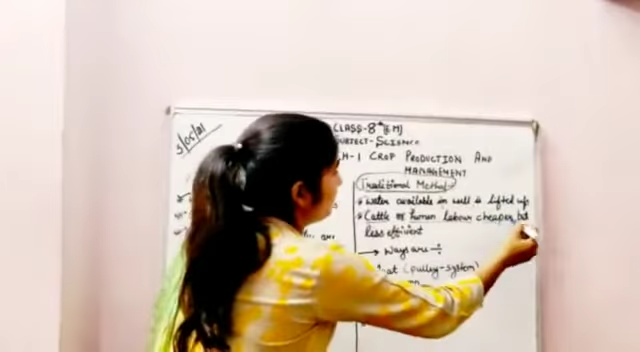 3/05/21
CLASS-8th (EM)
SUBJECT-SCIENCE
CH-1 CROP PRODUCTION AND
MANAGEMENT
Traditional Method
water available in well is lifted up
Cattle or human labour cheaper, but
less efficient
→ Ways are ÷
(pulley-system)